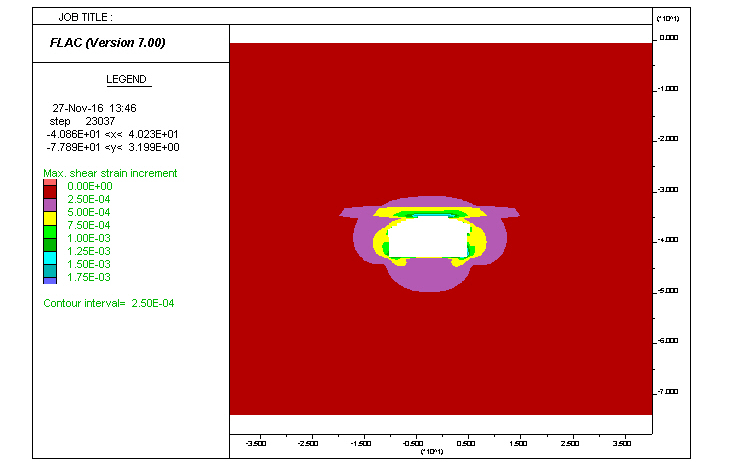 JOB TITLE :
FLAC (Version 7.00)
LEGEND
27-Nov-16 13:46
step 23037
-4.086E+01 <x< 4.023E+01
-7.789E+01 <y< 3.199E+00
Max. shear strain increment
0.00E+00
2.50E-04
5.00E-04
7.50E-04
1.00E-03
1.25E-03
1.50E-03
1.75E-03
Contour interval= 2.50E-04
(*10^1)
0.000
-1.000
-2.000
-3.000
-4.000
-5.000
-6.000
-7.000
-3.500 -2.500 -1.500 -0.500 0.500 1.500 2.500 3.500
(*10^1)